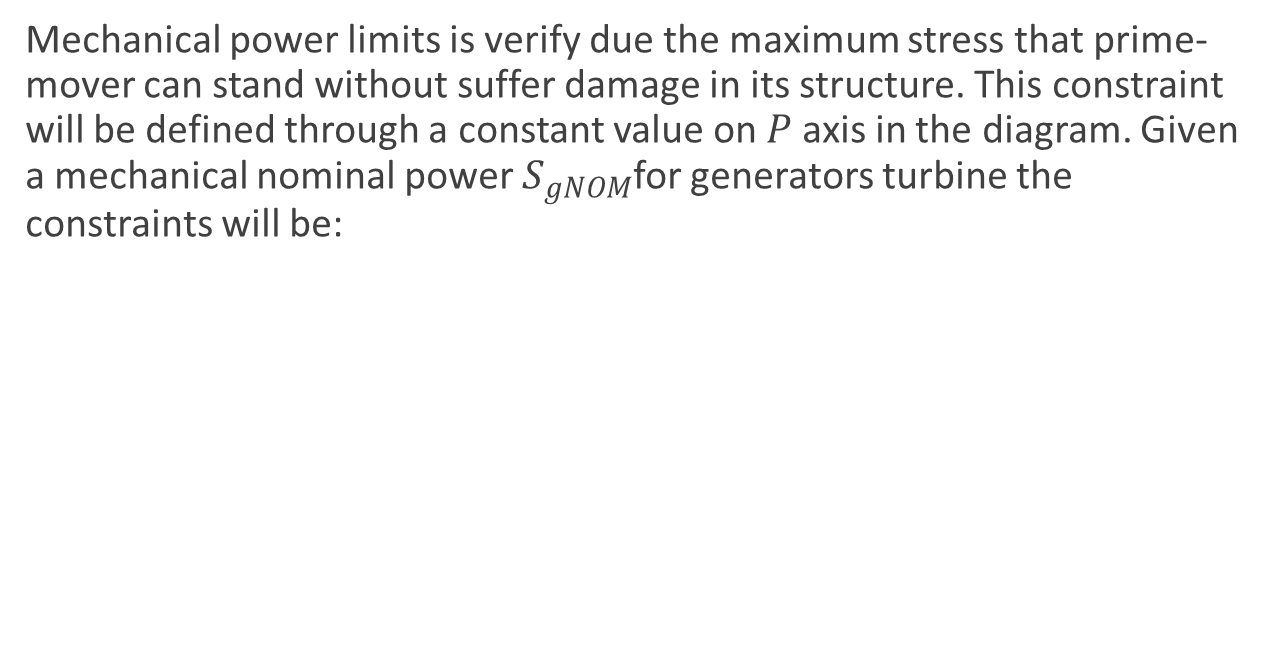 Mechanical power limits is verify due the maximum stress that prime-
mover can stand without suffer damage in its structure. This constraint
will be defined through a constant value on P axis in the diagram. Given
a mechanical nominal power SgNOM for generators turbine the
constraints will be: